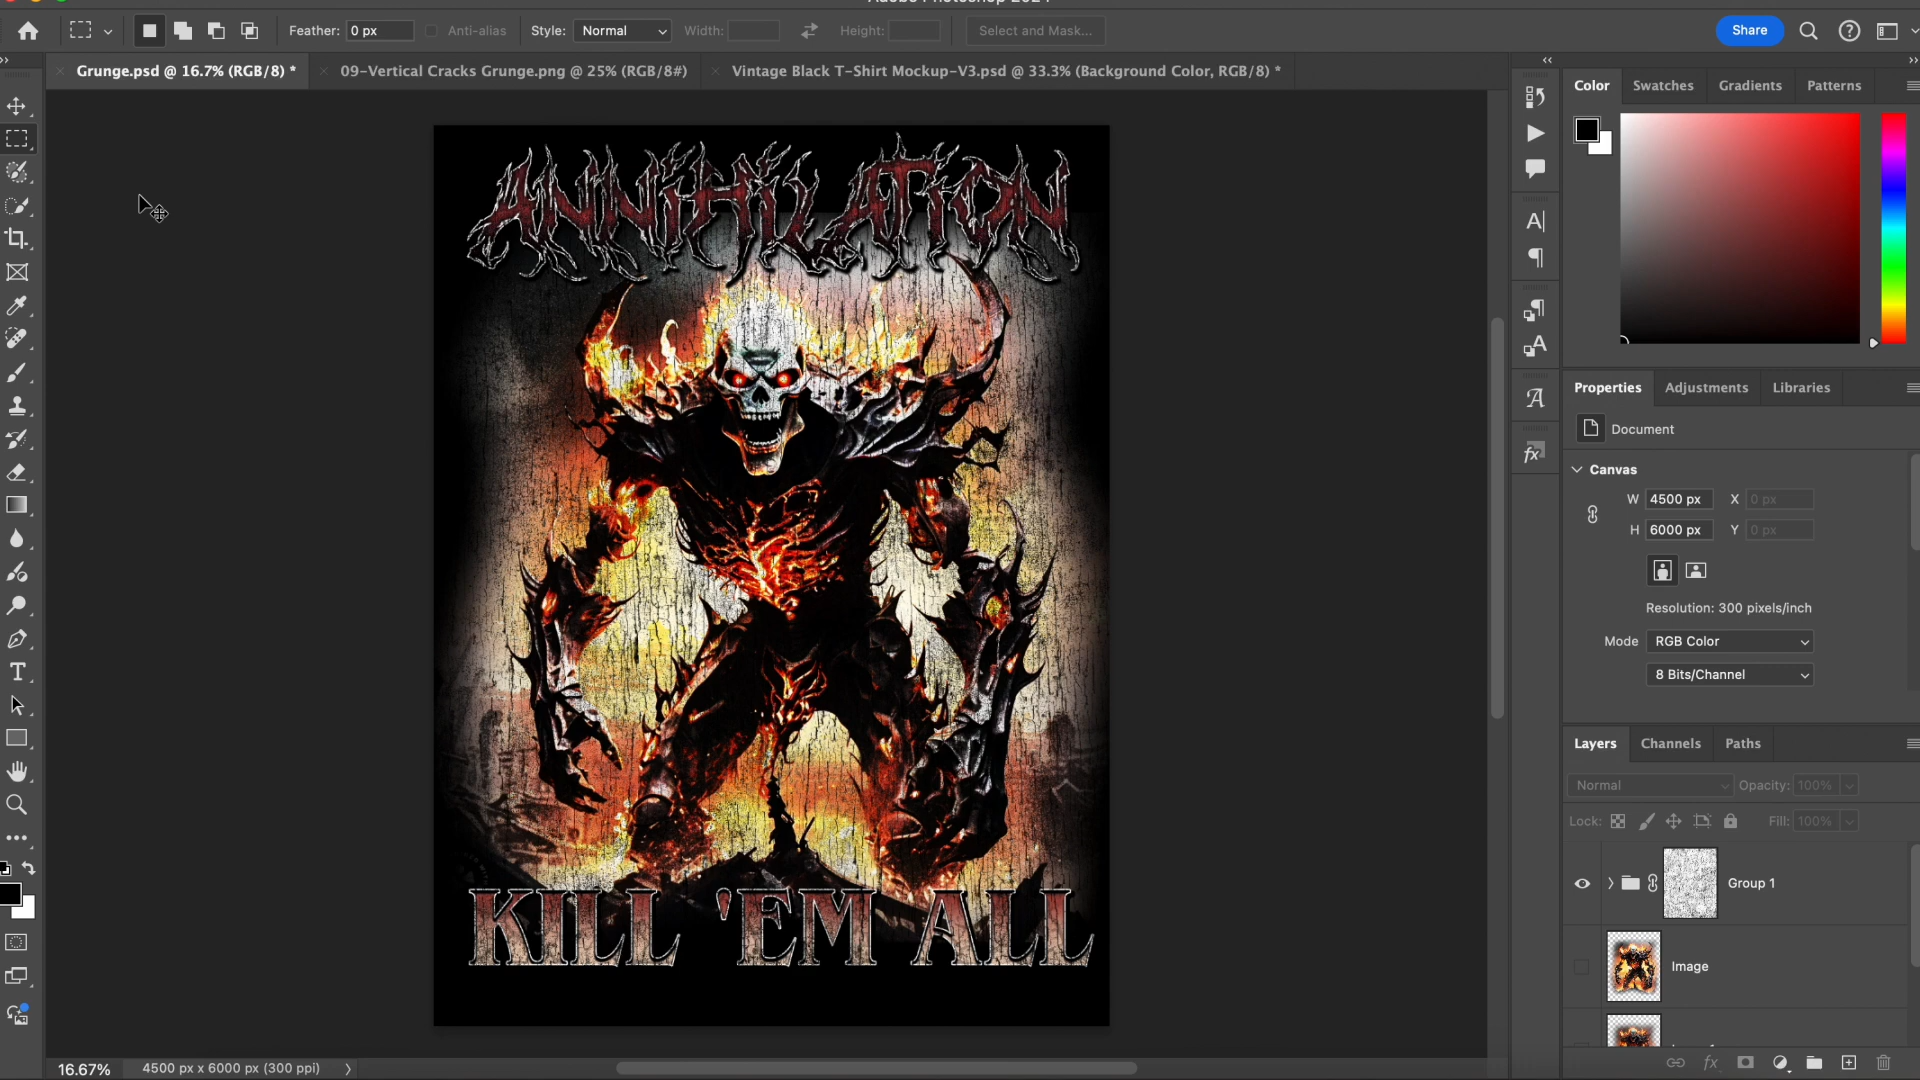 Feather: 0 px Anti-alias Style: Normal Width: Height: Select and Mask... Share
Grunge.psd @ 16.7% (RGB/8) * 09-Vertical Cracks Grunge.png @ 25% (RGB/8#) Vintage Black T-Shirt Mockup-V3.psd @ 33.3% (Background Color, RGB/8) *
Color Swatches Gradients Patterns
ANNiHiLATiON
KILL 'EM ALL
Properties Adjustments Libraries
Document
Canvas
W 4500 px X 0 px
H 6000 px Y 0 px
Resolution: 300 pixels/inch
Mode RGB Color
8 Bits/Channel
Layers Channels Paths
Normal Opacity: 100%
Lock: Fill: 100%
Group 1
Image
16.67% 4500 px x 6000 px (300 ppi)